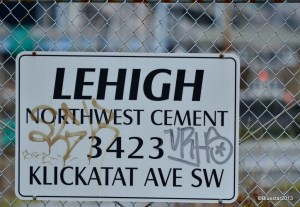 LEHIGH
NORTHWEST CEMENT
3423
KLICKATAT AVE SW